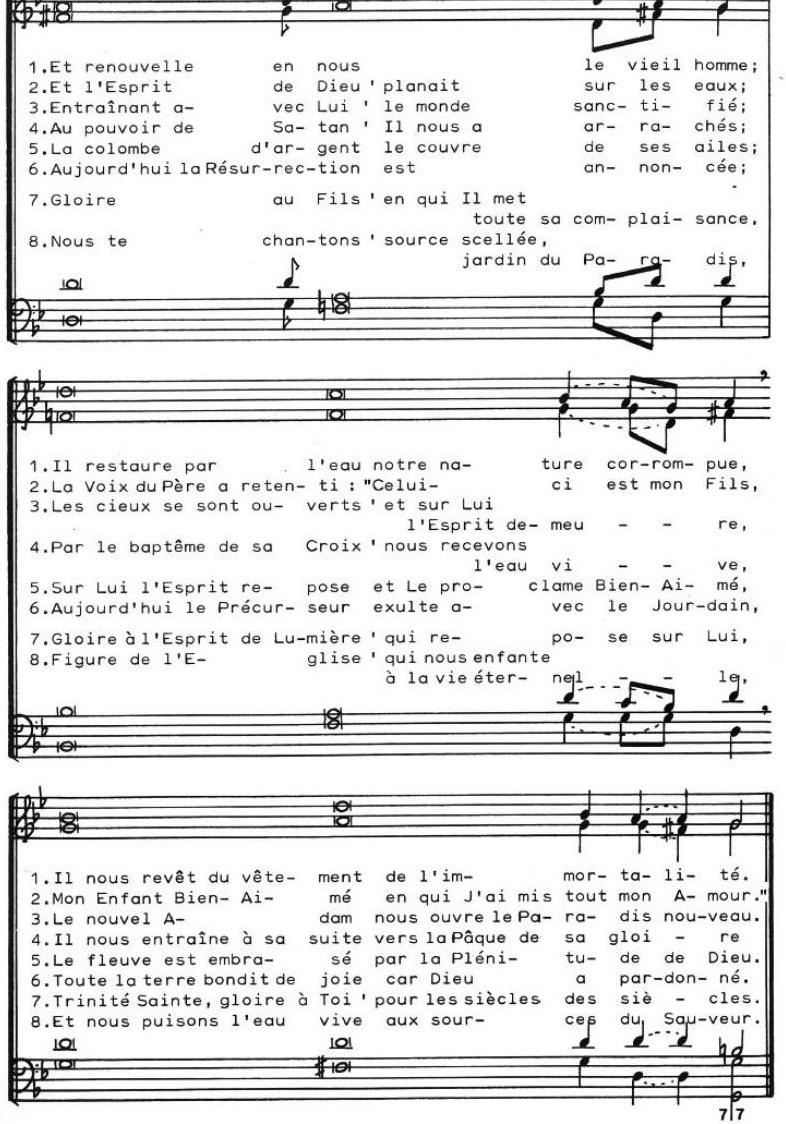 1.Et renouvelle en nous le vieil homme;
2.Et l'Esprit de Dieu ' planait sur les eaux;
3.Entraînant a- vec Lui ' le monde sanc- ti- fié;
4.Au pouvoir de Sa- tan ' Il nous a ar- ra- chés;
5.La colombe d'ar- gent le couvre de ses ailes;
6.Aujourd'hui la Résur-rec-tion est an- non- cée;
7.Gloire au Fils ' en qui Il met
toute sa com- plai- sance,
8.Nous te chan-tons ' source scellée,
jardin du Pa- ra- dis,
1.Il restaure par l'eau notre na- ture cor-rom- pue,
2.La Voix du Père a reten- ti : "Celui- ci est mon Fils,
3.Les cieux se sont ou- verts ' et sur Lui
l'Esprit de- meu - - re,
4.Par le baptême de sa Croix ' nous recevons
l'eau vi - - ve,
5.Sur Lui l'Esprit re- pose et Le pro- clame Bien- Ai- mé,
6.Aujourd'hui le Précur- seur exulte a- vec le Jour-dain,
7.Gloire à l'Esprit de Lu-mière ' qui re- po- se sur Lui,
8.Figure de l'E- glise ' qui nous enfante
à la vie éter- nel - - le,
1.Il nous revêt du vête- ment de l'im- mor- ta- li- té.
2.Mon Enfant Bien- Ai- mé en qui J'ai mis tout mon A- mour."
3.Le nouvel A- dam nous ouvre le Pa- ra- dis nou-veau.
4.Il nous entraîne à sa suite vers la Pâque de sa gloi - re
5.Le fleuve est embra- sé par la Pléni- tu- de de Dieu.
6.Toute la terre bondit de joie car Dieu a par-don- né.
7.Trinité Sainte, gloire à Toi ' pour les siècles des siè - cles.
8.Et nous puisons l'eau vive aux sour- ces du Sau-veur.
77